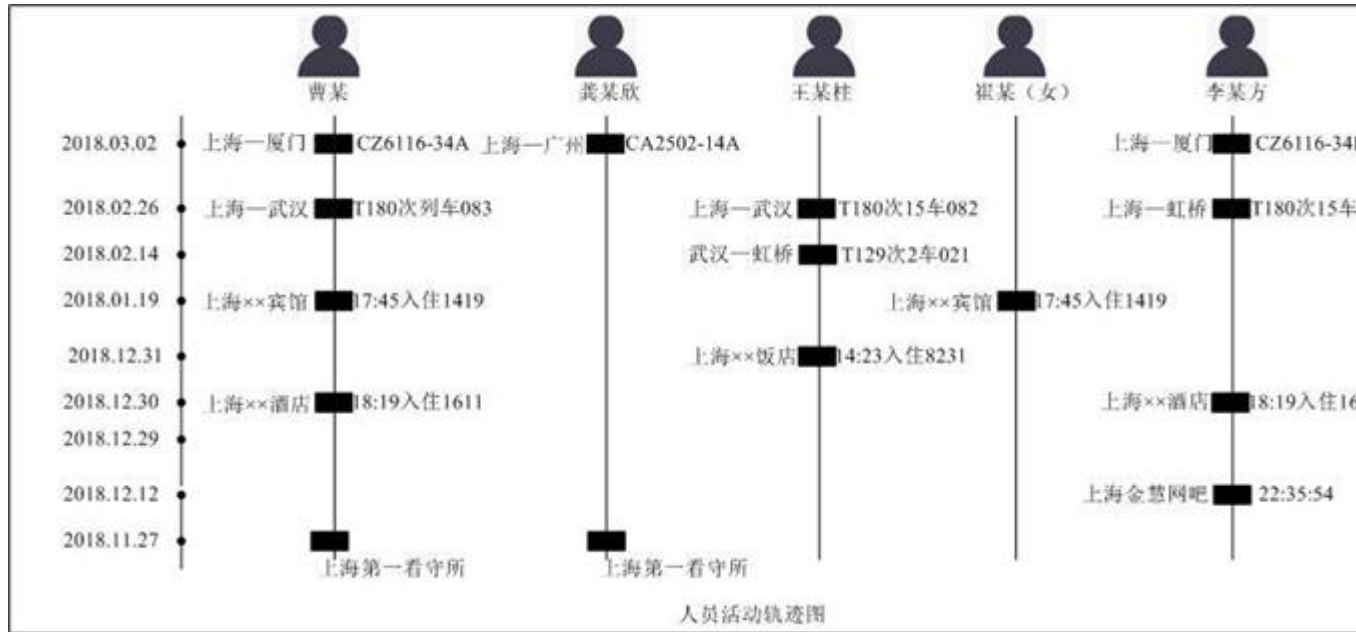 曹某 龚某欣 王某柱 崔某（女） 李某方
2018.03.02 上海—厦门 CZ6116-34A 上海—广州 CA2502-14A 上海—厦门 CZ6116-34
2018.02.26 上海—武汉 T180次列车083 上海—武汉 T180次15车082 上海—虹桥 T180次15车
2018.02.14 武汉—虹桥 T129次2车021
2018.01.19 上海××宾馆 17:45入住1419 上海××宾馆 17:45入住1419
2018.12.31 上海××饭店 14:23入住8231
2018.12.30 上海××酒店 18:19入住1611 上海××酒店 18:19入住16
2018.12.29
2018.12.12 上海金慧网吧 22:35:54
2018.11.27
上海第一看守所 上海第一看守所
人员活动轨迹图